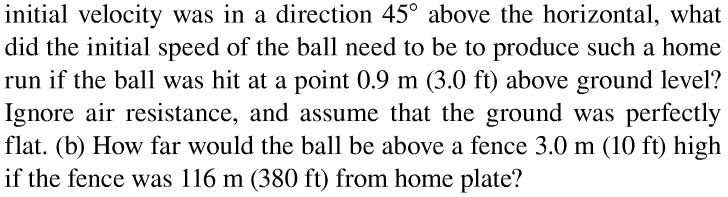 initial velocity was in a direction 45° above the horizontal, what
did the initial speed of the ball need to be to produce such a home
run if the ball was hit at a point 0.9 m (3.0 ft) above ground level?
Ignore air resistance, and assume that the ground was perfectly
flat. (b) How far would the ball be above a fence 3.0 m (10 ft) high
if the fence was 116 m (380 ft) from home plate?